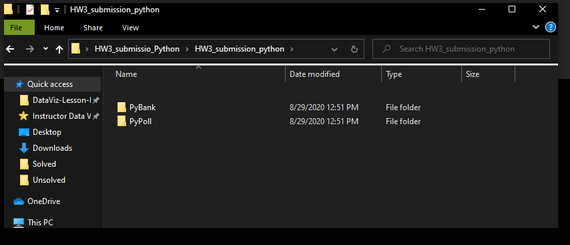 HW3_submission_python
File Home Share View
HW3_submissio_Python HW3_submission_python Search HW3_submission_python
Name Date modified Type Size
Quick access
DataViz-Lesson-I
Instructor Data V
Desktop
Downloads
Solved
Unsolved
OneDrive
This PC
PyBank 8/29/2020 12:51 PM File folder
PyPoll 8/29/2020 12:51 PM File folder